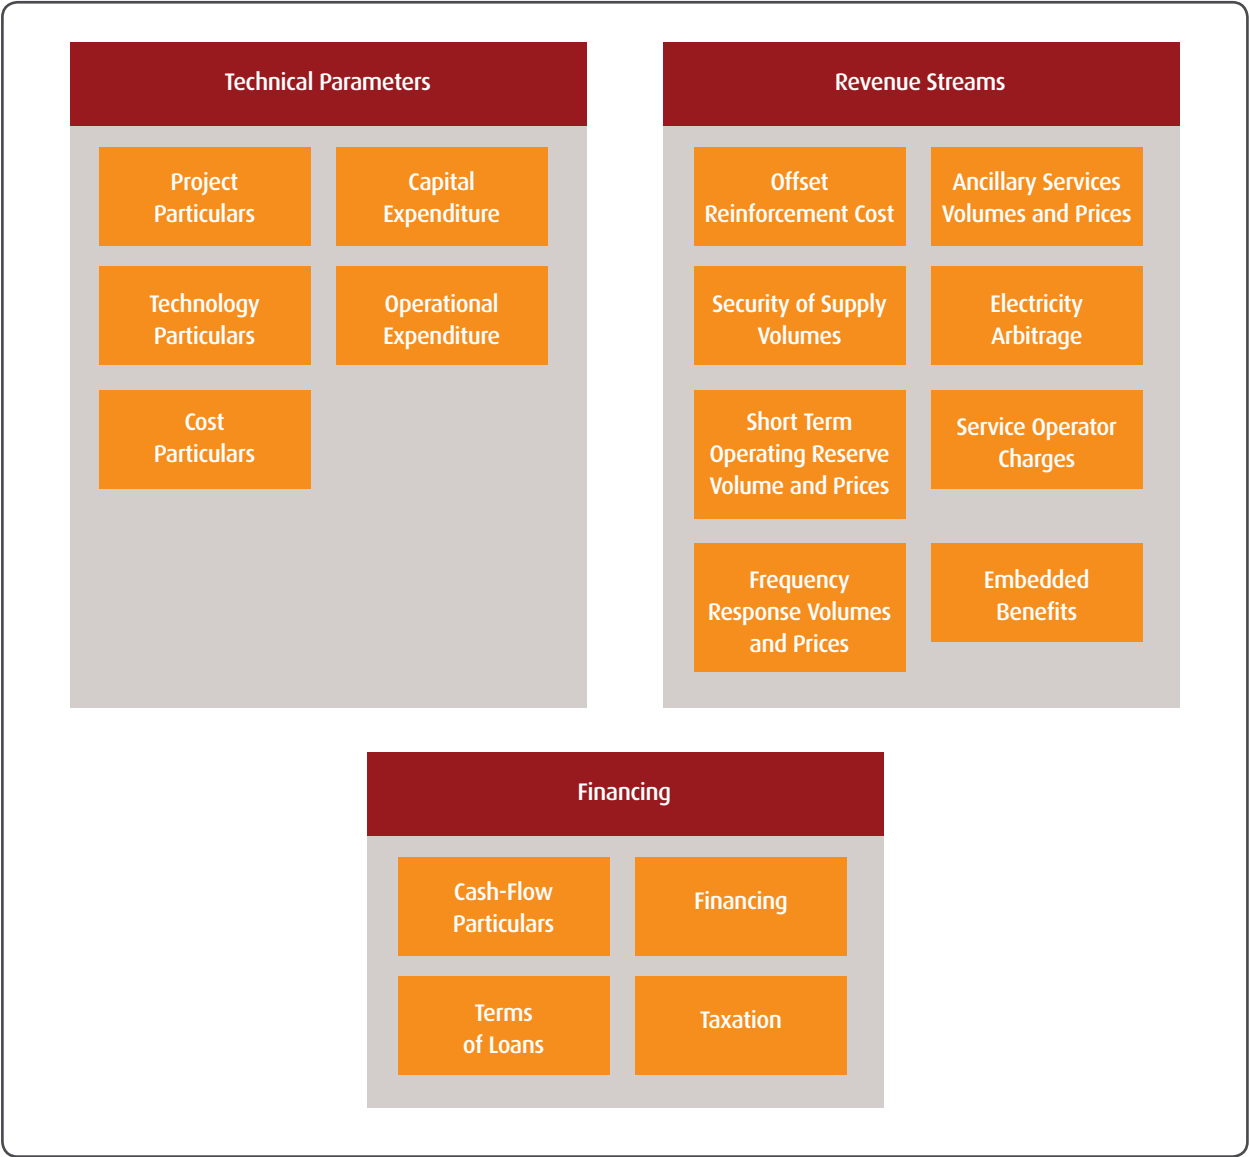 Technical Parameters
Project
Particulars
Capital
Expenditure
Technology
Particulars
Operational
Expenditure
Cost
Particulars
Revenue Streams
Offset
Reinforcement Cost
Ancillary Services
Volumes and Prices
Security of Supply
Volumes
Electricity
Arbitrage
Short Term
Operating Reserve
Volume and Prices
Service Operator
Charges
Frequency
Response Volumes
and Prices
Embedded
Benefits
Financing
Cash-Flow
Particulars
Financing
Terms
of Loans
Taxation